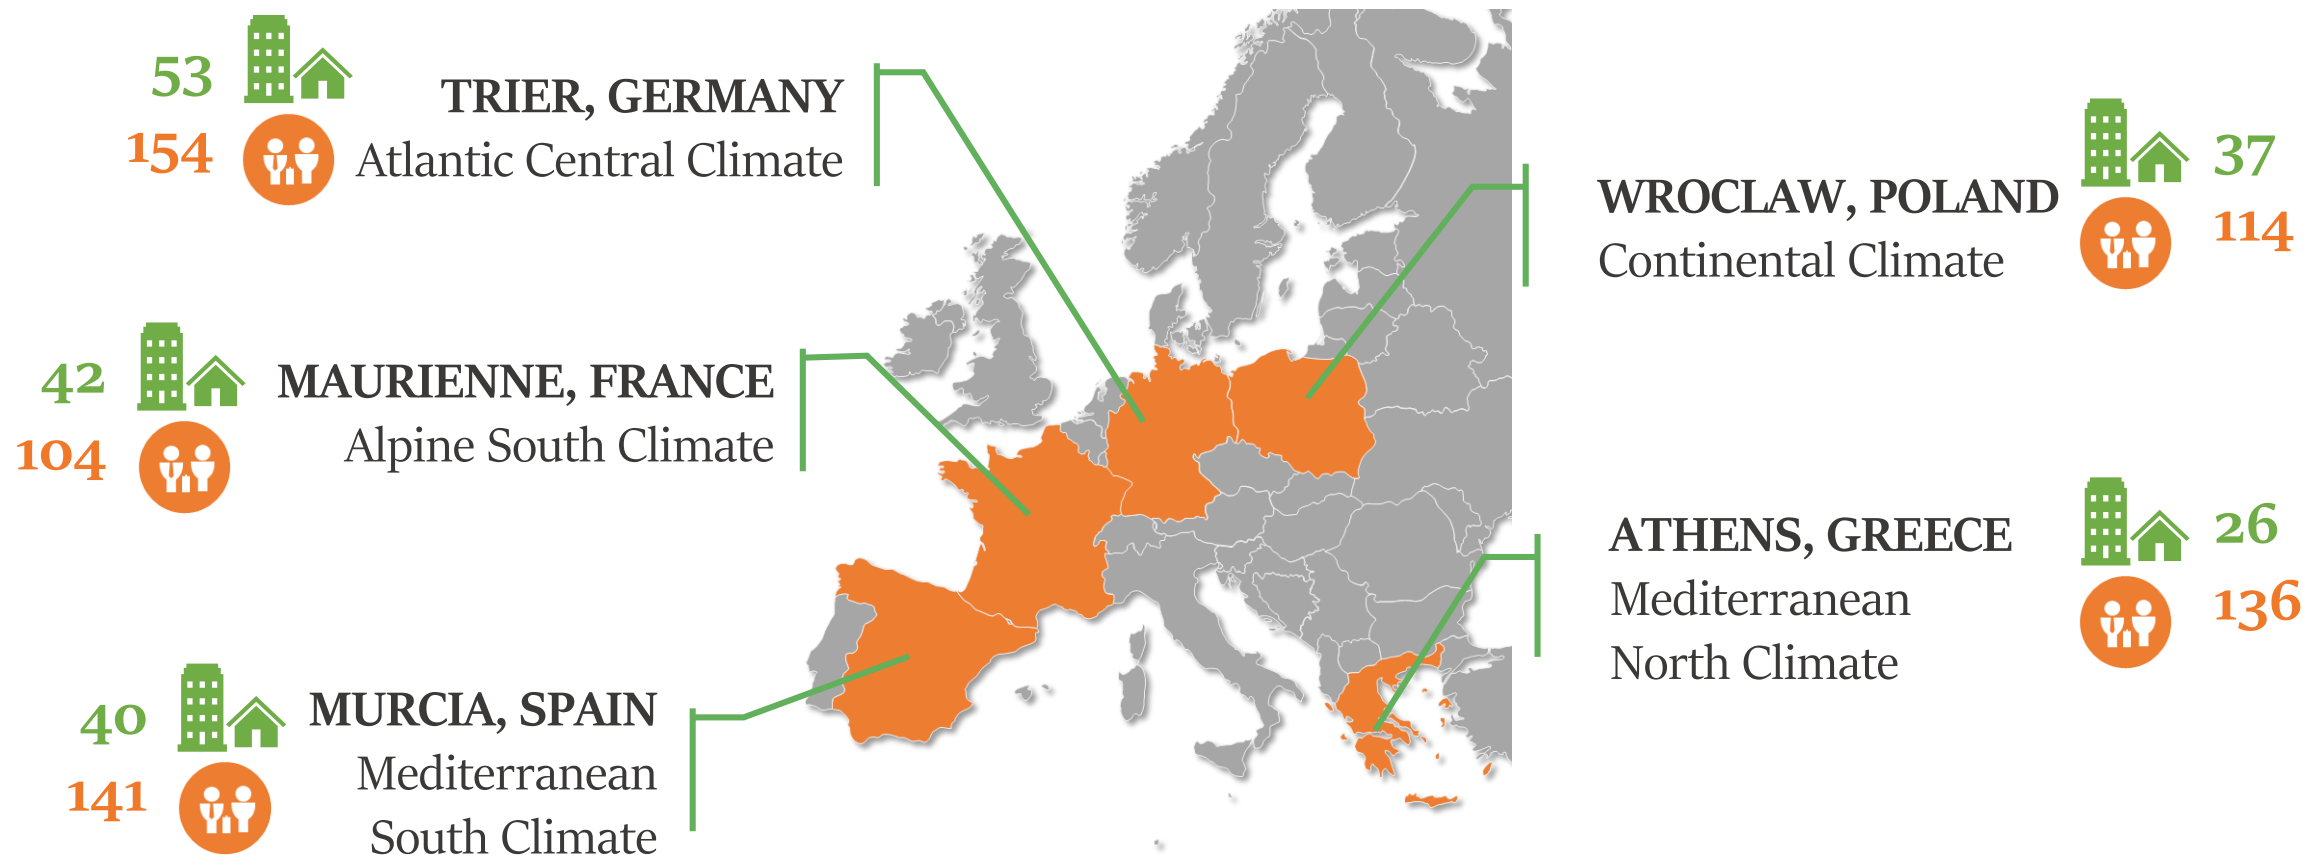 53
154
TRIER, GERMANY
Atlantic Central Climate
42
104
MAURIENNE, FRANCE
Alpine South Climate
40
141
MURCIA, SPAIN
Mediterranean
South Climate
WROCLAW, POLAND
Continental Climate
37
114
ATHENS, GREECE
Mediterranean
North Climate
26
136